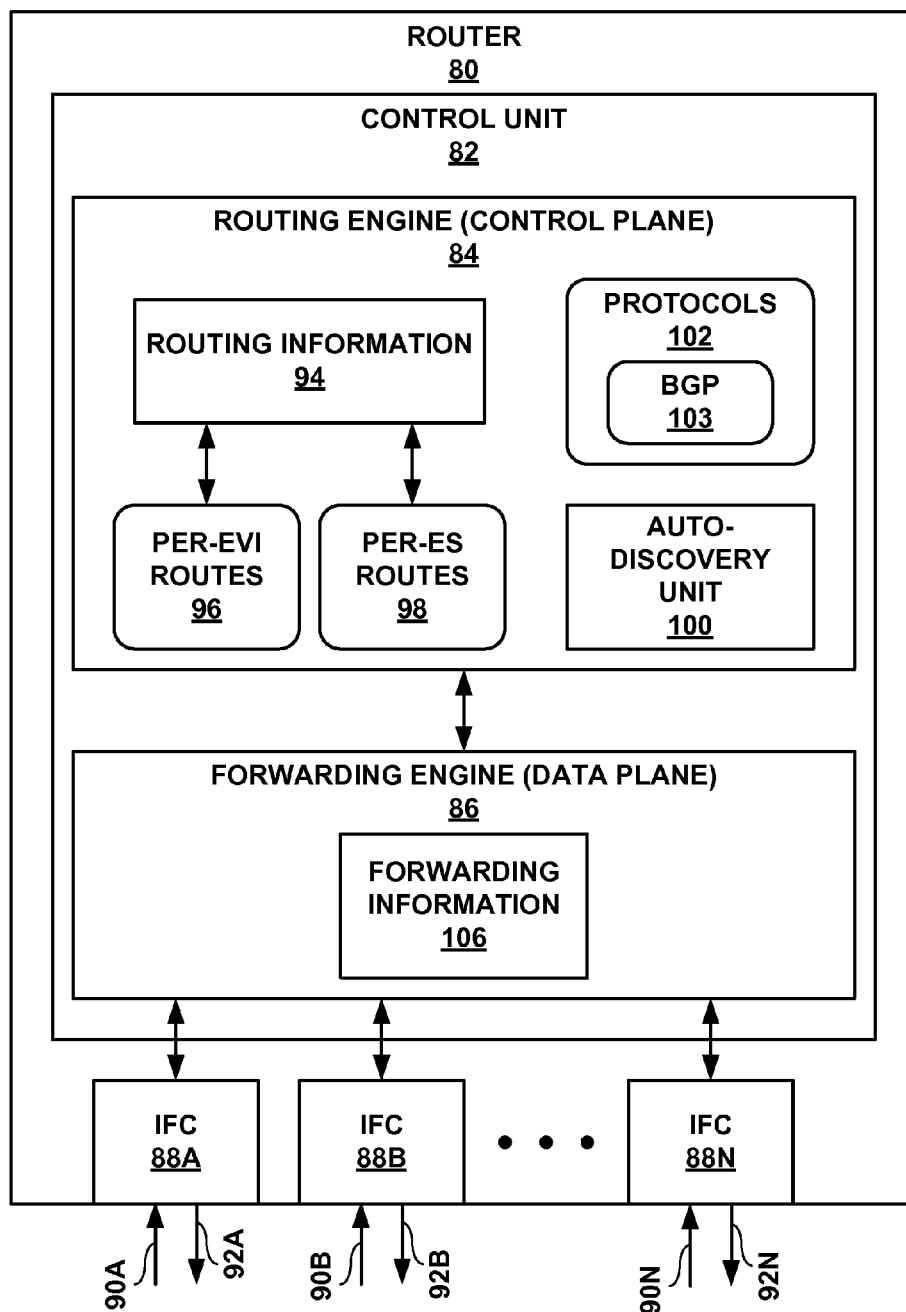 ROUTER
80
CONTROL UNIT
82
ROUTING ENGINE (CONTROL PLANE)
84
ROUTING INFORMATION
94
PROTOCOLS
102
BGP
103
PER-EVI
ROUTES
96
PER-ES
ROUTES
98
AUTO-
DISCOVERY
UNIT
100
FORWARDING ENGINE (DATA PLANE)
86
FORWARDING
INFORMATION
106
IFC
88A
IFC
88B
IFC
88N
90A
92A
90B
92B
90N
92N